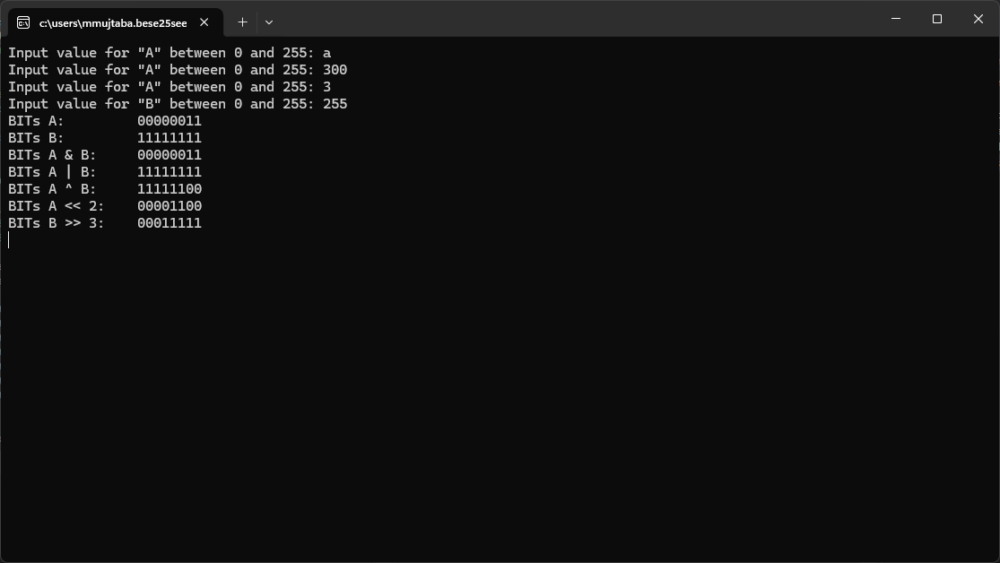 c:\users\mmujtaba.bese25see
Input value for "A" between 0 and 255: a
Input value for "A" between 0 and 255: 300
Input value for "A" between 0 and 255: 3
Input value for "B" between 0 and 255: 255
BITs A:         00000011
BITs B:         11111111
BITs A & B:     00000011
BITs A | B:     11111111
BITs A ^ B:     11111100
BITs A << 2:    00001100
BITs B >> 3:    00011111